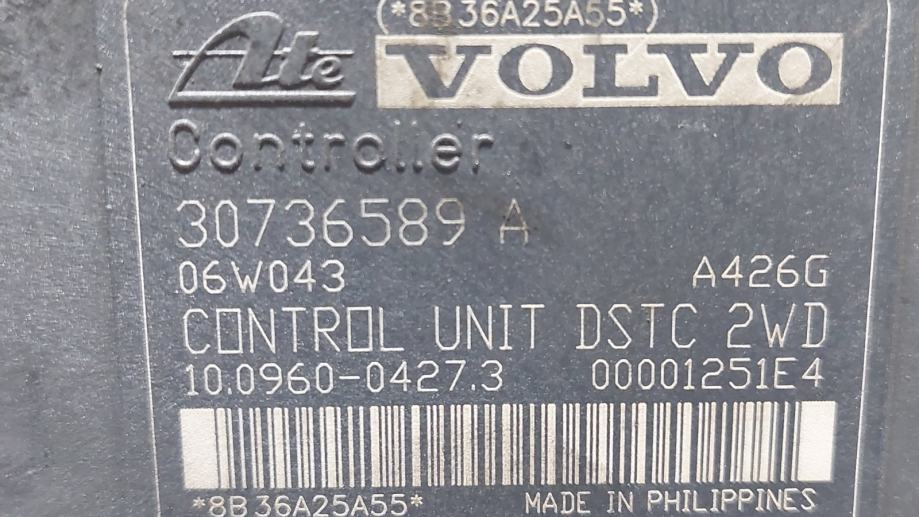 (*8B36A25A55*)
Ate VOLVO
Controller
30736589 A
06W043 A426G
CONTROL UNIT DSTC 2WD
10.0960-0427.3 00001251E4
*8B36A25A55* MADE IN PHILIPPINES